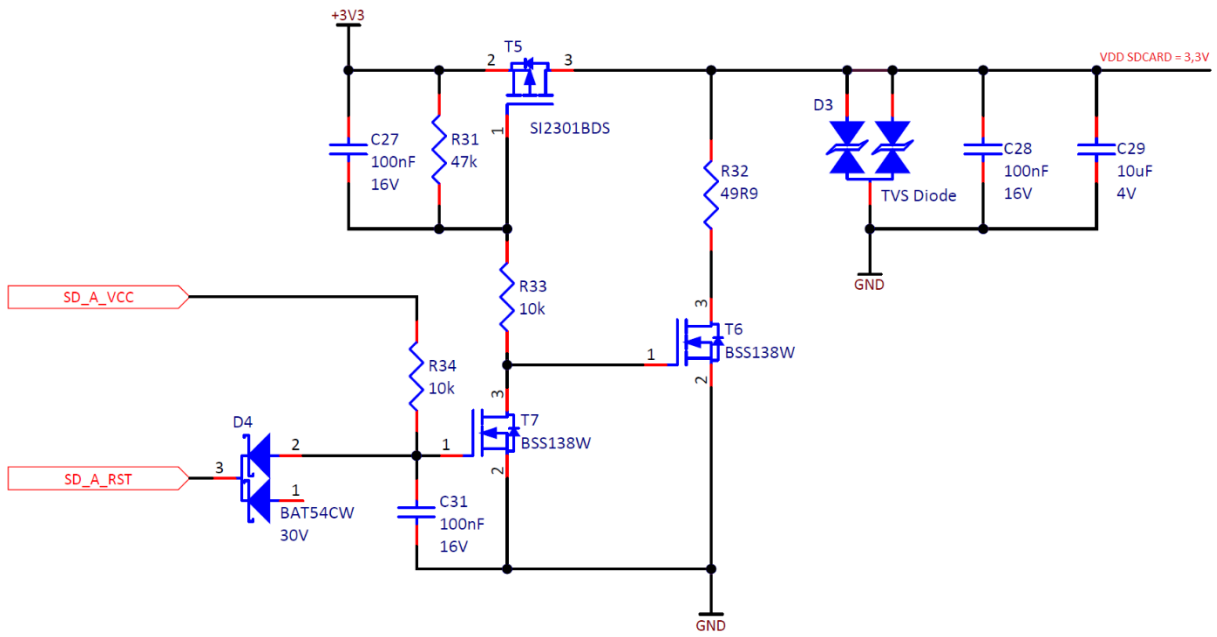 +3V3
T5
2
3
VDD SDCARD = 3,3V
1
SI2301BDS
C27
100nF
16V
R31
47k
D3
TVS Diode
C28
100nF
16V
C29
10uF
4V
R32
49R9
GND
SD_A_VCC
R33
10k
3
T6
BSS138W
1
2
R34
10k
D4
3
T7
BSS138W
2
1
2
SD_A_RST
3
1
BAT54CW
30V
C31
100nF
16V
GND